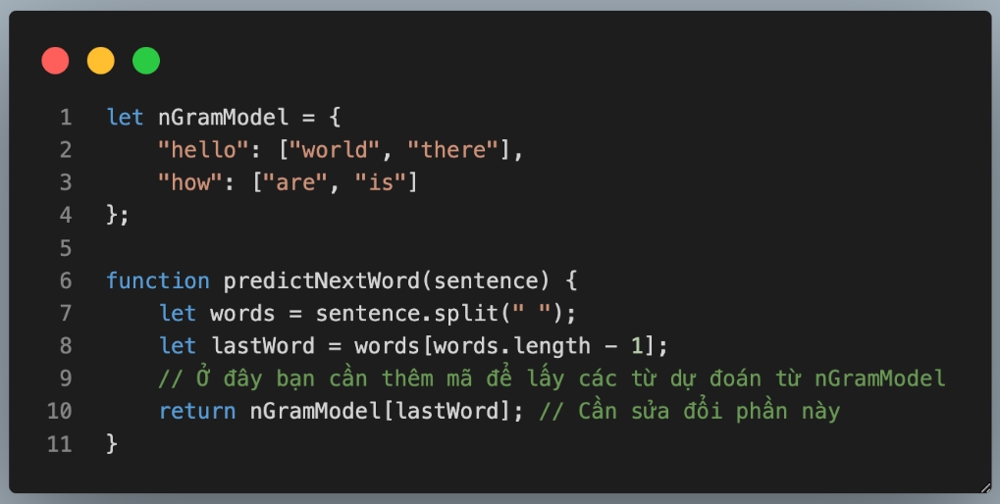 1 let nGramModel = {
2 "hello": ["world", "there"],
3 "how": ["are", "is"]
4 };
5
6 function predictNextWord(sentence) {
7 let words = sentence.split(" ");
8 let lastWord = words[words.length - 1];
9 // Ở đây bạn cần thêm mã để lấy các từ dự đoán từ nGramModel
10 return nGramModel[lastWord]; // Cần sửa đổi phần này
11 }